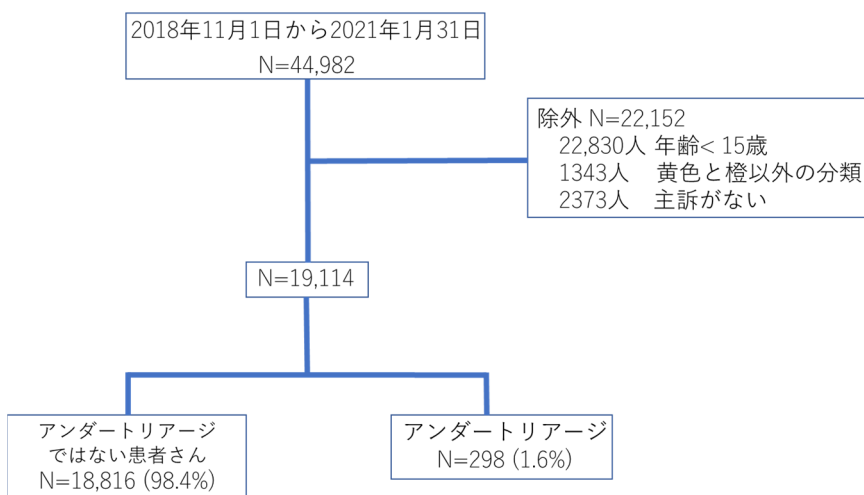 2018年11月1日から2021年1月31日
N=44,982
除外 N=22,152
22,830人 年齢< 15歳
1343人 黄色と橙以外の分類
2373人 主訴がない
N=19,114
アンダートリアージ
ではない患者さん
N=18,816 (98.4%)
アンダートリアージ
N=298 (1.6%)